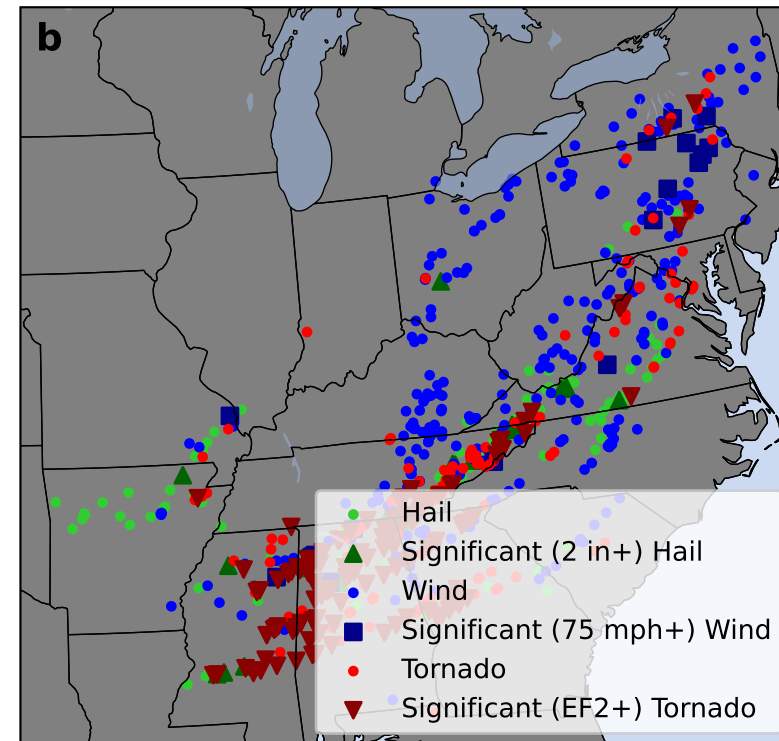 b
Hail
Significant (2 in+) Hail
Wind
Significant (75 mph+) Wind
Tornado
Significant (EF2+) Tornado